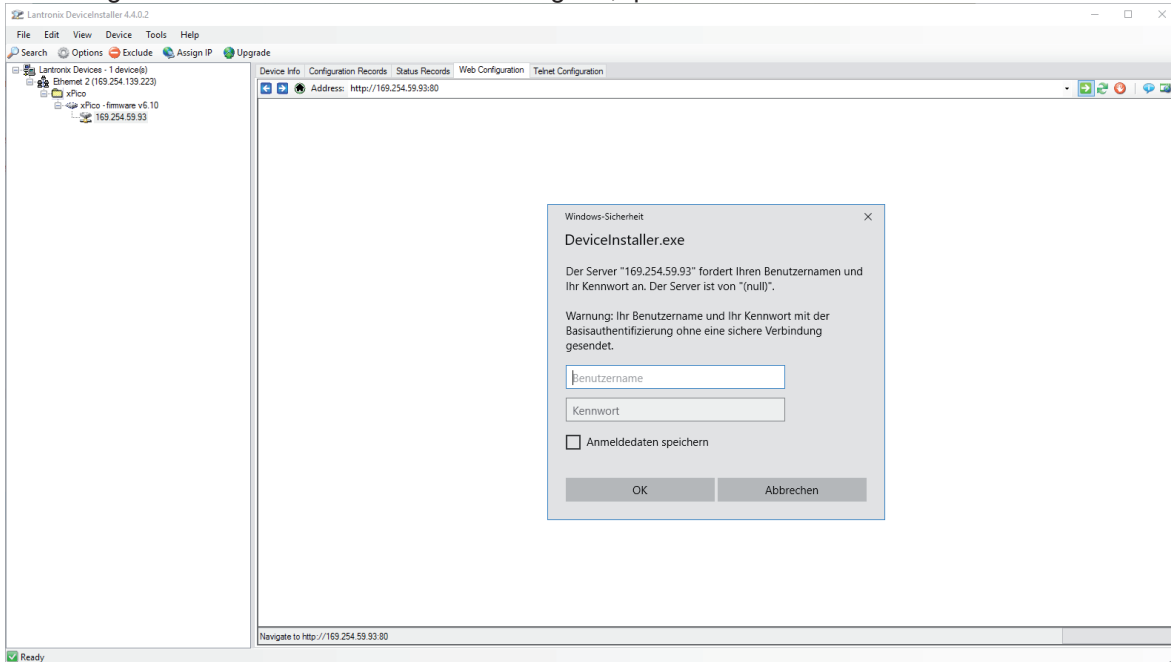 Lantronix DeviceInstaller 4.4.0.2
File Edit View Device Tools Help
Search Options Exclude Assign IP Upgrade
Lantronix Devices - 1 device(s)
Ethernet 2 (169.254.139.223)
xPico
xPico - firmware v6.10
169.254.59.93
Device Info Configuration Records Status Records Web Configuration Telnet Configuration
Address: http://169.254.59.93:80
Windows-Sicherheit
DeviceInstaller.exe
Der Server "169.254.59.93" fordert Ihren Benutzernamen und
Ihr Kennwort an. Der Server ist von "(null)".
Warnung: Ihr Benutzername und Ihr Kennwort mit der
Basisauthentifizierung ohne eine sichere Verbindung
gesendet.
Benutzername
Kennwort
Anmeldedaten speichern
OK Abbrechen
Navigate to http://169.254.59.93:80
Ready